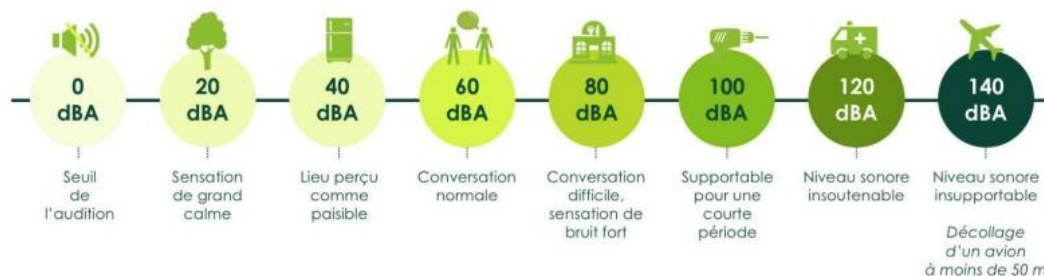 0
dBA
20
dBA
40
dBA
60
dBA
80
dBA
100
dBA
120
dBA
140
dBA
Seuil
de
l'audition
Sensation
de grand
calme
Lieu perçu
comme
paisible
Conversation
normale
Conversation
difficile,
sensation de
bruit fort
Supportable
pour une
courte
période
Niveau sonore
insoutenable
Niveau sonore
insupportable
Décollage
d'un avion
à moins de 50 m